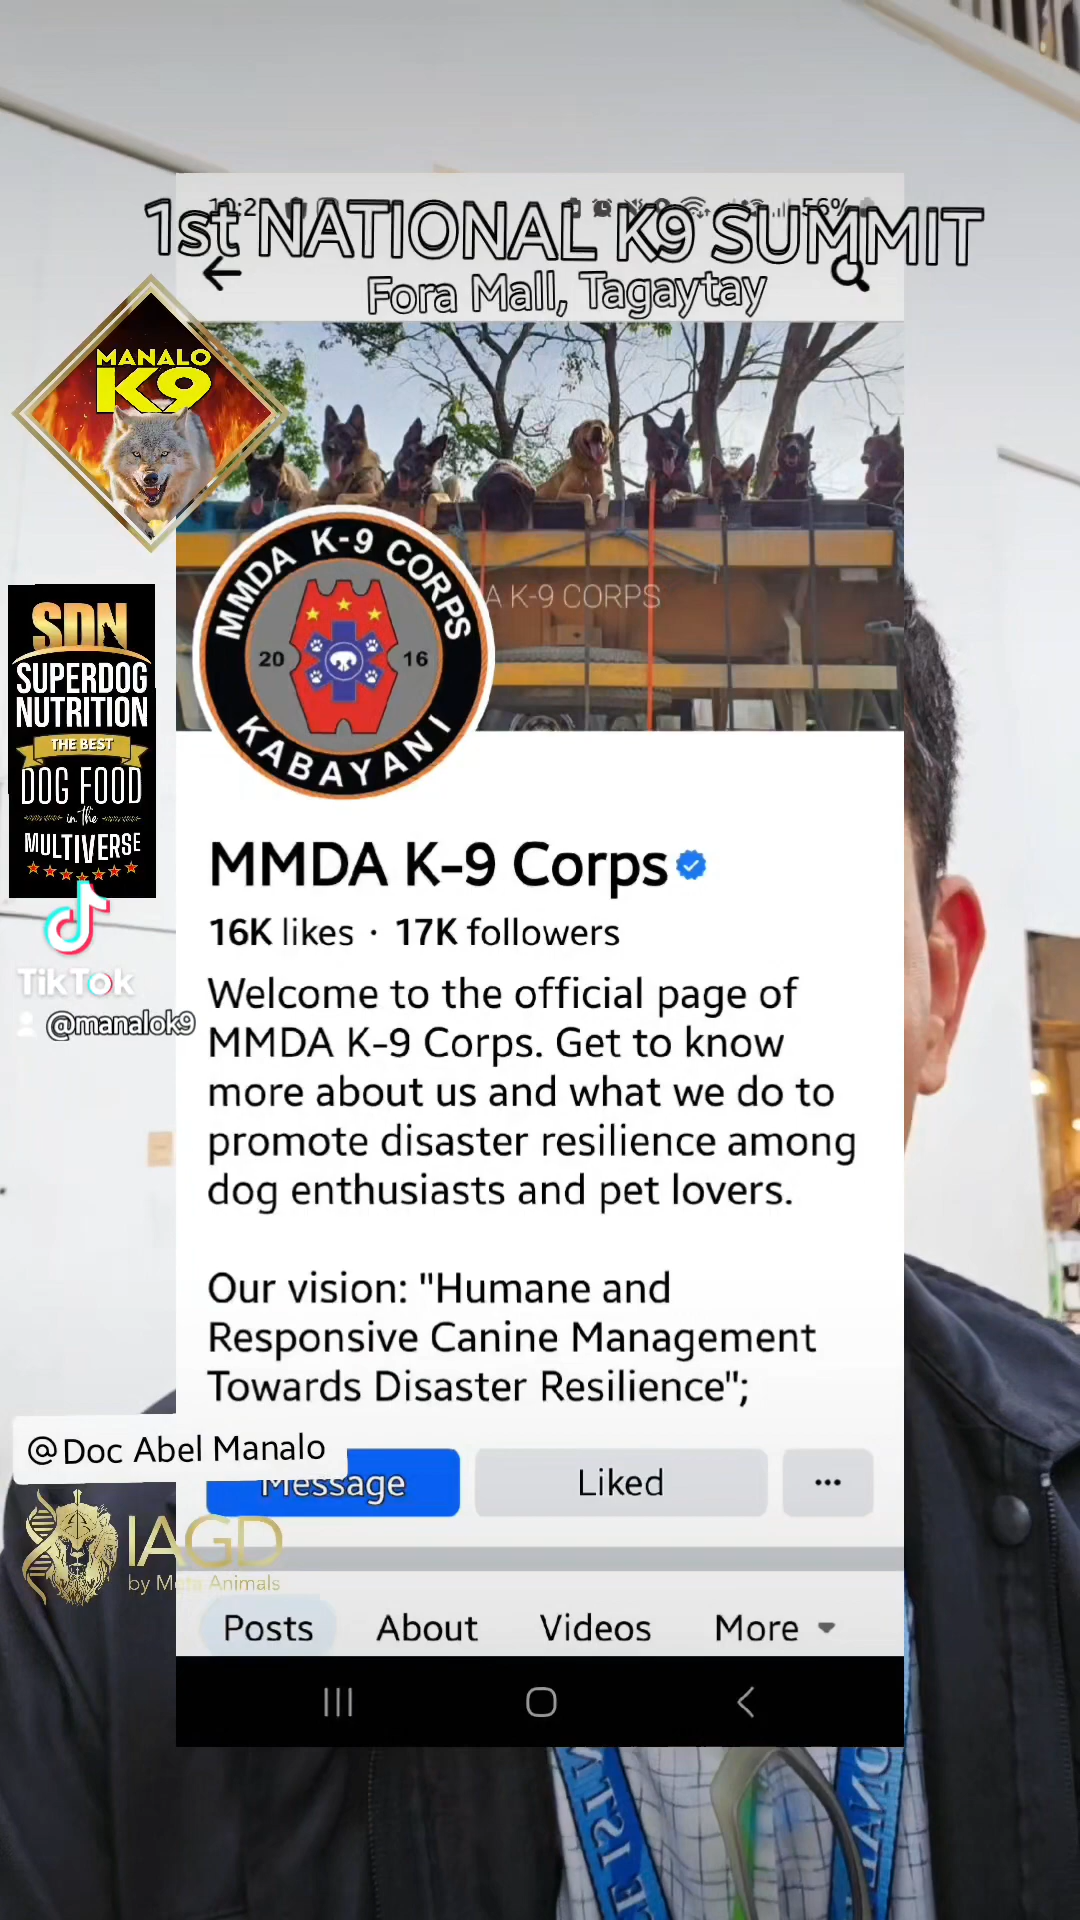 1st NATIONAL K9 SUMMIT
56%
Fora Mall, Tagaytay
MANALO
K9
MMDA K-9 CORPS
20 16
KABAYANI
A K-9 CORPS
SDN
SUPERDOG
NUTRITION
THE BEST
DOG FOOD
in the
MULTIVERSE
TikTok
@manalok9
MMDA K-9 Corps
16K likes · 17K followers
Welcome to the official page of
MMDA K-9 Corps. Get to know
more about us and what we do to
promote disaster resilience among
dog enthusiasts and pet lovers.
Our vision: "Humane and
Responsive Canine Management
Towards Disaster Resilience";
@Doc Abel Manalo
Message
Liked
IAGD
by Meta Animals
Posts
About
Videos
More